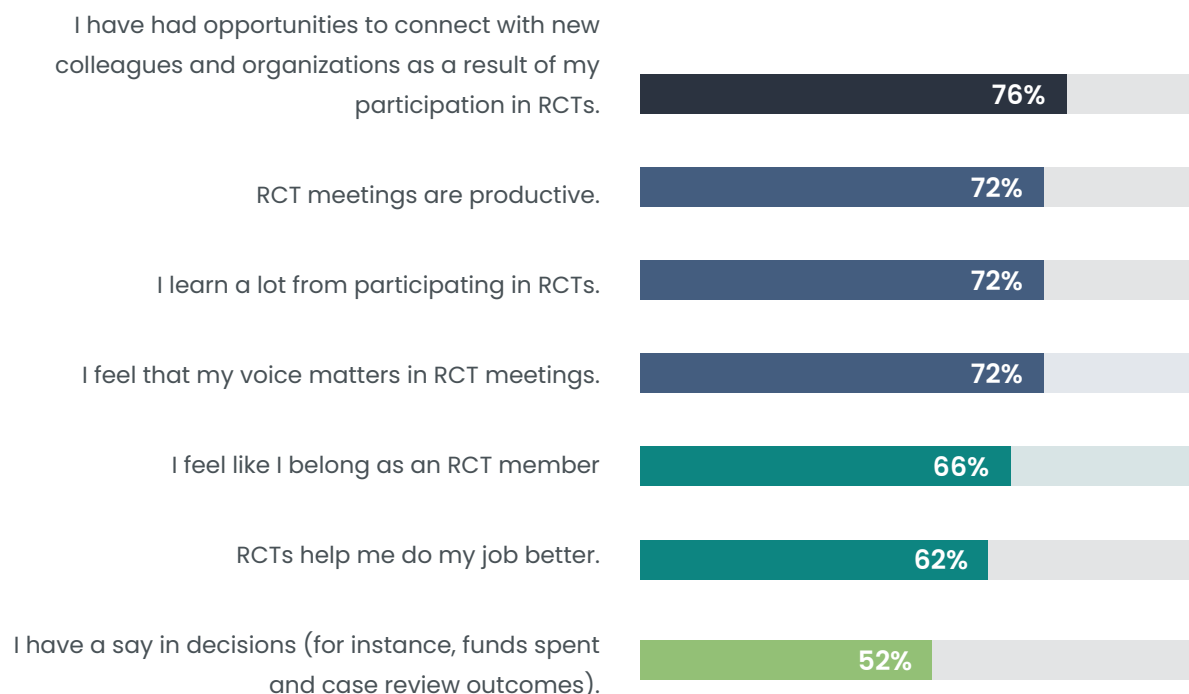 I have had opportunities to connect with new
colleagues and organizations as a result of my
participation in RCTs.
76%
RCT meetings are productive.
72%
I learn a lot from participating in RCTs.
72%
I feel that my voice matters in RCT meetings.
72%
I feel like I belong as an RCT member
66%
RCTs help me do my job better.
62%
I have a say in decisions (for instance, funds spent
and case review outcomes).
52%